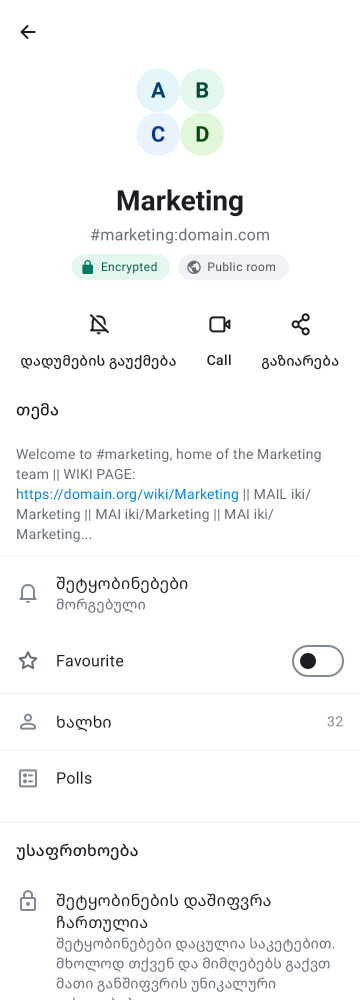 A
B
C
D
Marketing
#marketing:domain.com
Encrypted
Public room
დადუმების გაუქმება
Call
გაზიარება
თემა
Welcome to #marketing, home of the Marketing
team || WIKI PAGE:
https://domain.org/wiki/Marketing || MAIL iki/
Marketing || MAI iki/Marketing || MAI iki/
Marketing...
შეტყობინებები
მორგებული
Favourite
ხალხი
32
Polls
უსაფრთხოება
შეტყობინების დაშიფვრა
ჩართულია
შეტყობინებები დაცულია საკეტებით.
მხოლოდ თქვენ და მიმღებებს გაქვთ
მათი განშიფვრის უნიკალური